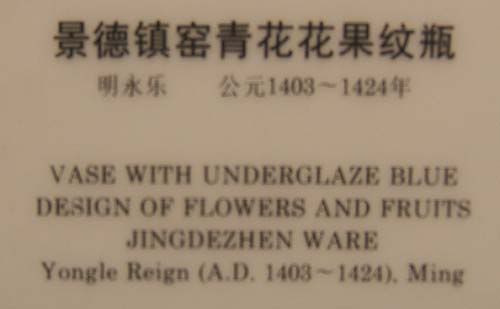 景德镇窑青花花果纹瓶
明永乐 公元1403～1424年
VASE WITH UNDERGLAZE BLUE
DESIGN OF FLOWERS AND FRUITS
JINGDEZHEN WARE
Yongle Reign (A.D. 1403～1424), Ming